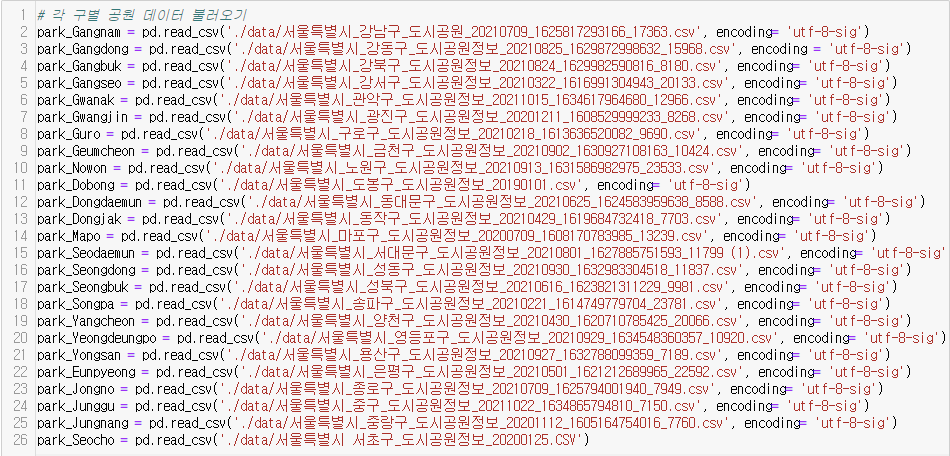 1 # 각 구별 공원 데이터 불러오기
2 park_Gangnam = pd.read_csv('./data/서울특별시_강남구_도시공원_20210709_1625817293166_17363.csv', encoding= 'utf-8-sig')
3 park_Gangdong = pd.read_csv('./data/서울특별시_강동구_도시공원정보_20210825_1629872998632_15968.csv', encoding = 'utf-8-sig')
4 park_Gangbuk = pd.read_csv('./data/서울특별시_강북구_도시공원정보_20210824_1629982590816_8180.csv', encoding= 'utf-8-sig')
5 park_Gangseo = pd.read_csv('./data/서울특별시_강서구_도시공원정보_20210322_1616991304943_20133.csv', encoding= 'utf-8-sig')
6 park_Gwanak = pd.read_csv('./data/서울특별시_관악구_도시공원정보_20211015_1634617964680_12966.csv', encoding= 'utf-8-sig')
7 park_Gwangjin = pd.read_csv('./data/서울특별시_광진구_도시공원정보_20201211_1608529999233_8268.csv', encoding= 'utf-8-sig')
8 park_Guro = pd.read_csv('./data/서울특별시_구로구_도시공원정보_20210218_1613636520082_9690.csv', encoding= 'utf-8-sig')
9 park_Geumcheon = pd.read_csv('./data/서울특별시_금천구_도시공원정보_20210902_1630927108163_10424.csv', encoding= 'utf-8-sig')
10 park_Nowon = pd.read_csv('./data/서울특별시_노원구_도시공원정보_20210913_1631586982975_23533.csv', encoding= 'utf-8-sig')
11 park_Dobong = pd.read_csv('./data/서울특별시_도봉구_도시공원정보_20190101.csv', encoding= 'utf-8-sig')
12 park_Dongdaemun = pd.read_csv('./data/서울특별시_동대문구_도시공원정보_20210625_1624583959638_8588.csv', encoding= 'utf-8-sig')
13 park_Dongjak = pd.read_csv('./data/서울특별시_동작구_도시공원정보_20210429_1619684732418_7703.csv', encoding= 'utf-8-sig')
14 park_Mapo = pd.read_csv('./data/서울특별시_마포구_도시공원정보_20200709_1608170783985_13239.csv', encoding= 'utf-8-sig')
15 park_Seodaemun = pd.read_csv('./data/서울특별시_서대문구_도시공원정보_20210801_1627885751593_11799 (1).csv', encoding= 'utf-8-sig'
16 park_Seongdong = pd.read_csv('./data/서울특별시_성동구_도시공원정보_20210930_1632983304518_11837.csv', encoding= 'utf-8-sig')
17 park_Seongbuk = pd.read_csv('./data/서울특별시_성북구_도시공원정보_20210616_1623821311229_9981.csv', encoding= 'utf-8-sig')
18 park_Songpa = pd.read_csv('./data/서울특별시_송파구_도시공원정보_20210221_1614749779704_23781.csv', encoding= 'utf-8-sig')
19 park_Yangcheon = pd.read_csv('./data/서울특별시_양천구_도시공원정보_20210430_1620710785425_20066.csv', encoding= 'utf-8-sig')
20 park_Yeongdeungpo = pd.read_csv('./data/서울특별시_영등포구_도시공원정보_20210929_1634548360357_10920.csv', encoding= 'utf-8-sig')
21 park_Yongsan = pd.read_csv('./data/서울특별시_용산구_도시공원정보_20210927_1632788099359_7189.csv', encoding= 'utf-8-sig')
22 park_Eunpyeong = pd.read_csv('./data/서울특별시_은평구_도시공원정보_20210501_1621212689965_22592.csv', encoding= 'utf-8-sig')
23 park_Jongno = pd.read_csv('./data/서울특별시_종로구_도시공원정보_20210709_1625794001940_7949.csv', encoding= 'utf-8-sig')
24 park_Junggu = pd.read_csv('./data/서울특별시_중구_도시공원정보_20211022_1634865794810_7150.csv', encoding= 'utf-8-sig')
25 park_Jungnang = pd.read_csv('./data/서울특별시_중랑구_도시공원정보_20201112_1605164754016_7760.csv', encoding= 'utf-8-sig')
26 park_Seocho = pd.read_csv('./data/서울특별시 서초구_도시공원정보_20200125.CSV')